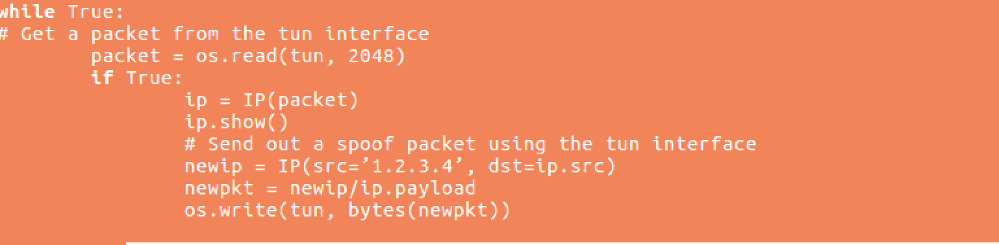 while True:
# Get a packet from the tun interface
        packet = os.read(tun, 2048)
        if True:
                ip = IP(packet)
                ip.show()
                # Send out a spoof packet using the tun interface
                newip = IP(src=’1.2.3.4’, dst=ip.src)
                newpkt = newip/ip.payload
                os.write(tun, bytes(newpkt))